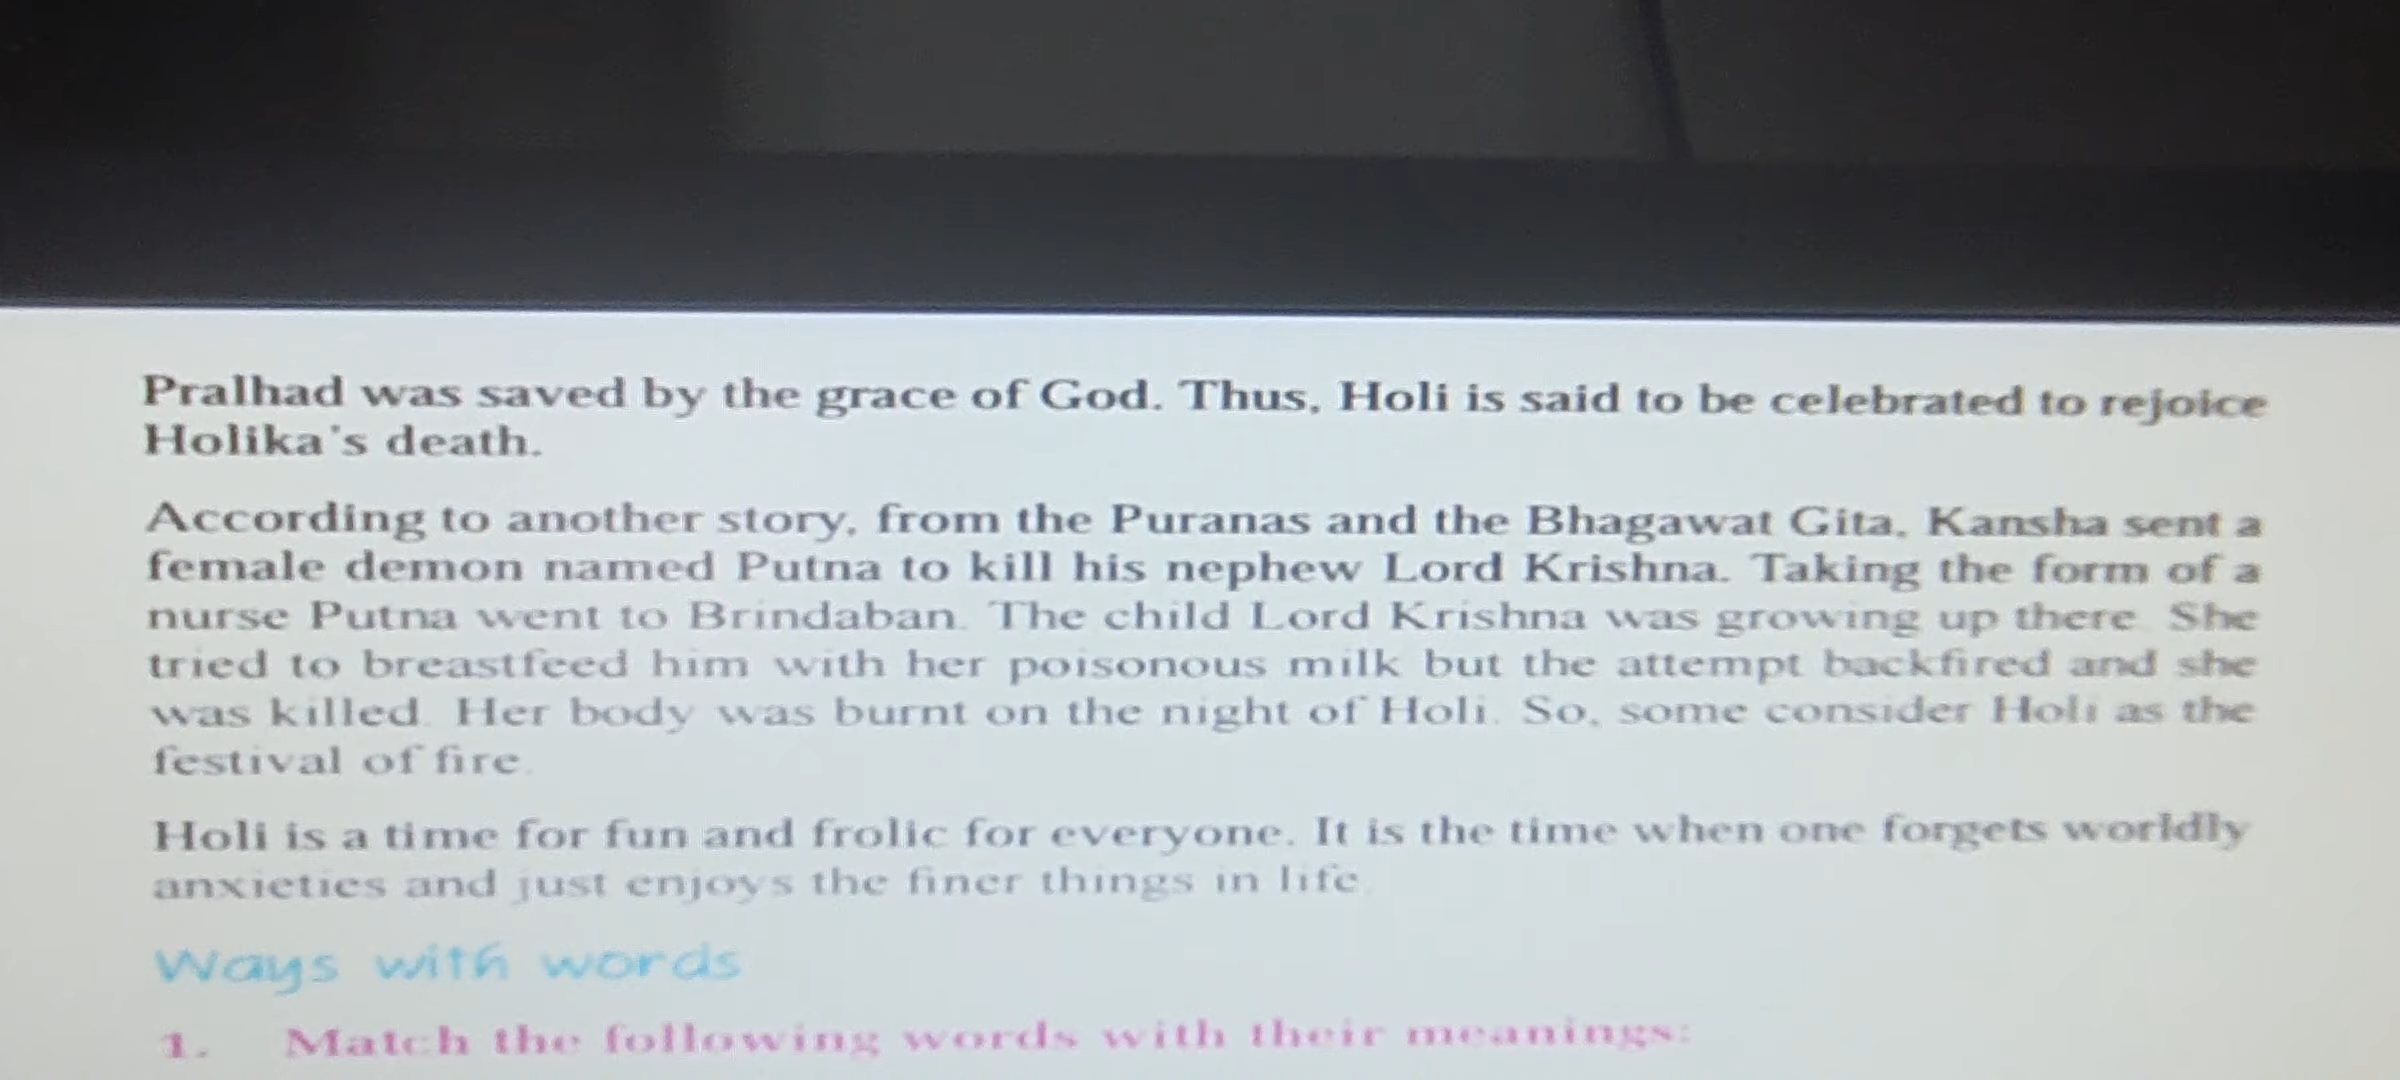 Pralhad was saved by the grace of God. Thus, Holi is said to be celebrated to rejoice
Holika's death.
According to another story, from the Puranas and the Bhagawat Gita, Kansha sent a
female demon named Putna to kill his nephew Lord Krishna. Taking the form of a
nurse Putna went to Brindaban. The child Lord Krishna was growing up there. She
tried to breastfeed him with her poisonous milk but the attempt backfired and she
was killed. Her body was burnt on the night of Holi. So, some consider Holi as the
festival of fire.
Holi is a time for fun and frolic for everyone. It is the time when one forgets worldly
anxieties and just enjoys the finer things in life.
Ways with words
1. Match the following words with their meanings: